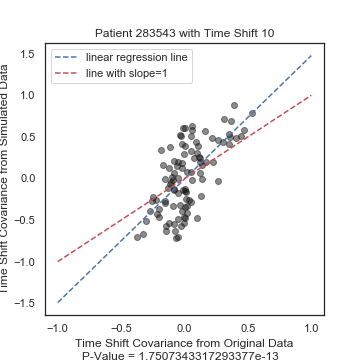 Patient 283543 with Time Shift 10
linear regression line
line with slope=1
1.5
1.0
0.5
0.0
−0.5
−1.0
−1.5
Time Shift Covariance from Simulated Data
−1.0
−0.5
0.0
0.5
1.0
Time Shift Covariance from Original Data
P-Value = 1.7507343317293377e-13